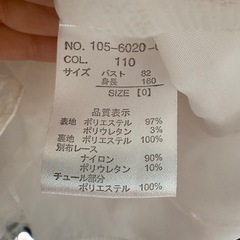 NO. 105-6020-
COL. 110
サイズ バスト 82
身長 160
SIZE [0]
品質表示
表地 ポリエステル 97%
ポリウレタン 3%
裏地 ポリエステル 100%
別布レース
ナイロン 90%
ポリウレタン 10%
チュール部分
ポリエステル 100%